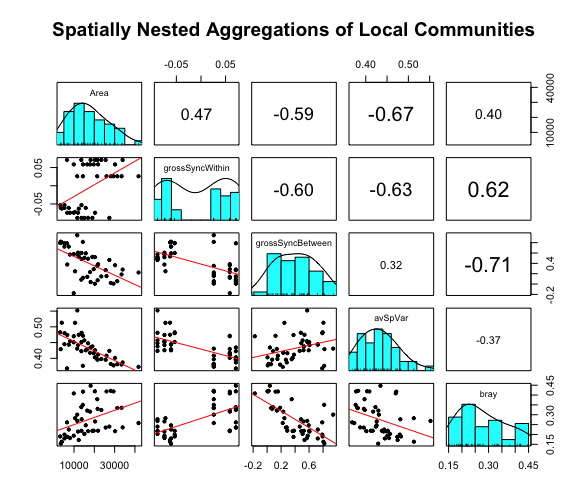 Spatially Nested Aggregations of Local Communities
-0.05 0.05 0.40 0.50
Area 0.47 -0.59 -0.67 0.40 10000 40000
-0.05 0.05 grossSyncWithin -0.60 -0.63 0.62
grossSyncBetween 0.32 -0.71 -0.2 0.4
0.40 0.50 avSpVar -0.37
bray 0.15 0.30 0.45
10000 30000 -0.2 0.2 0.6 0.15 0.30 0.45